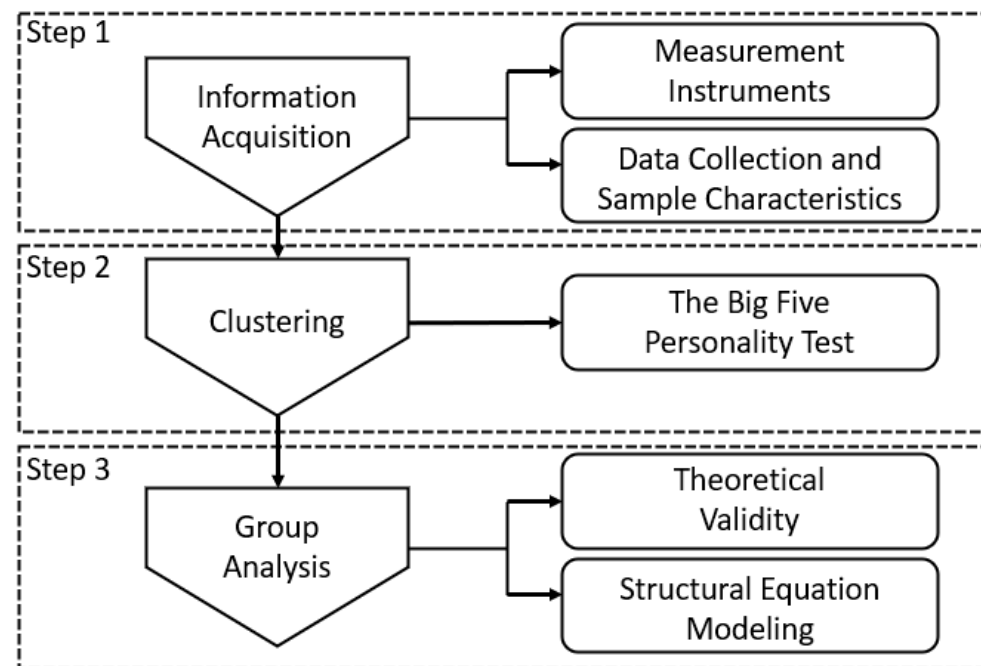 Step 1
Information
Acquisition
Measurement
Instruments
Data Collection and
Sample Characteristics
Step 2
Clustering
The Big Five
Personality Test
Step 3
Group
Analysis
Theoretical
Validity
Structural Equation
Modeling